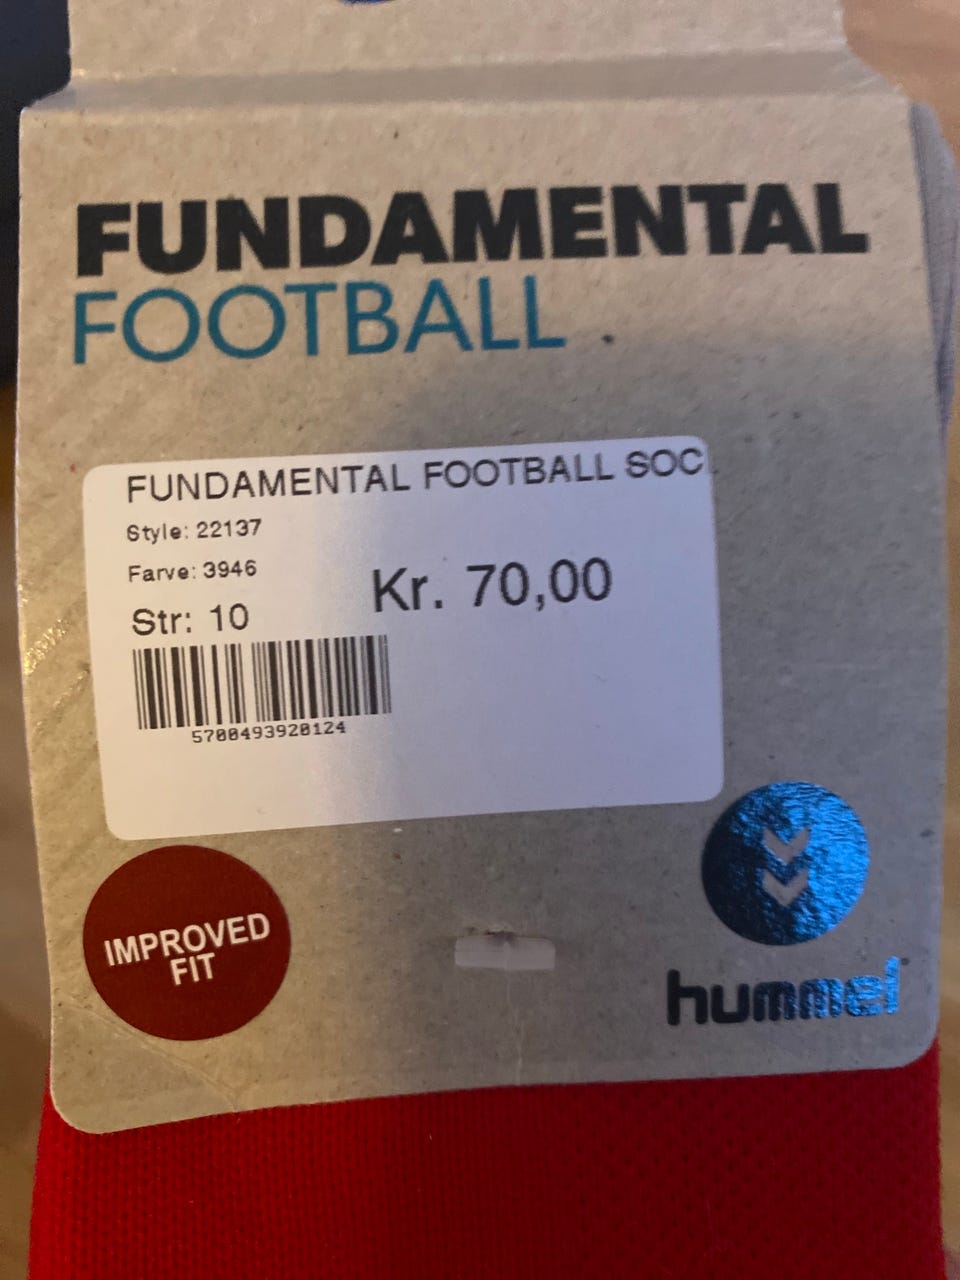 FUNDAMENTAL
FOOTBALL
FUNDAMENTAL FOOTBALL SOC
Style: 22137
Farve: 3946
Kr. 70,00
Str: 10
5700493920124
IMPROVED
FIT
hummel